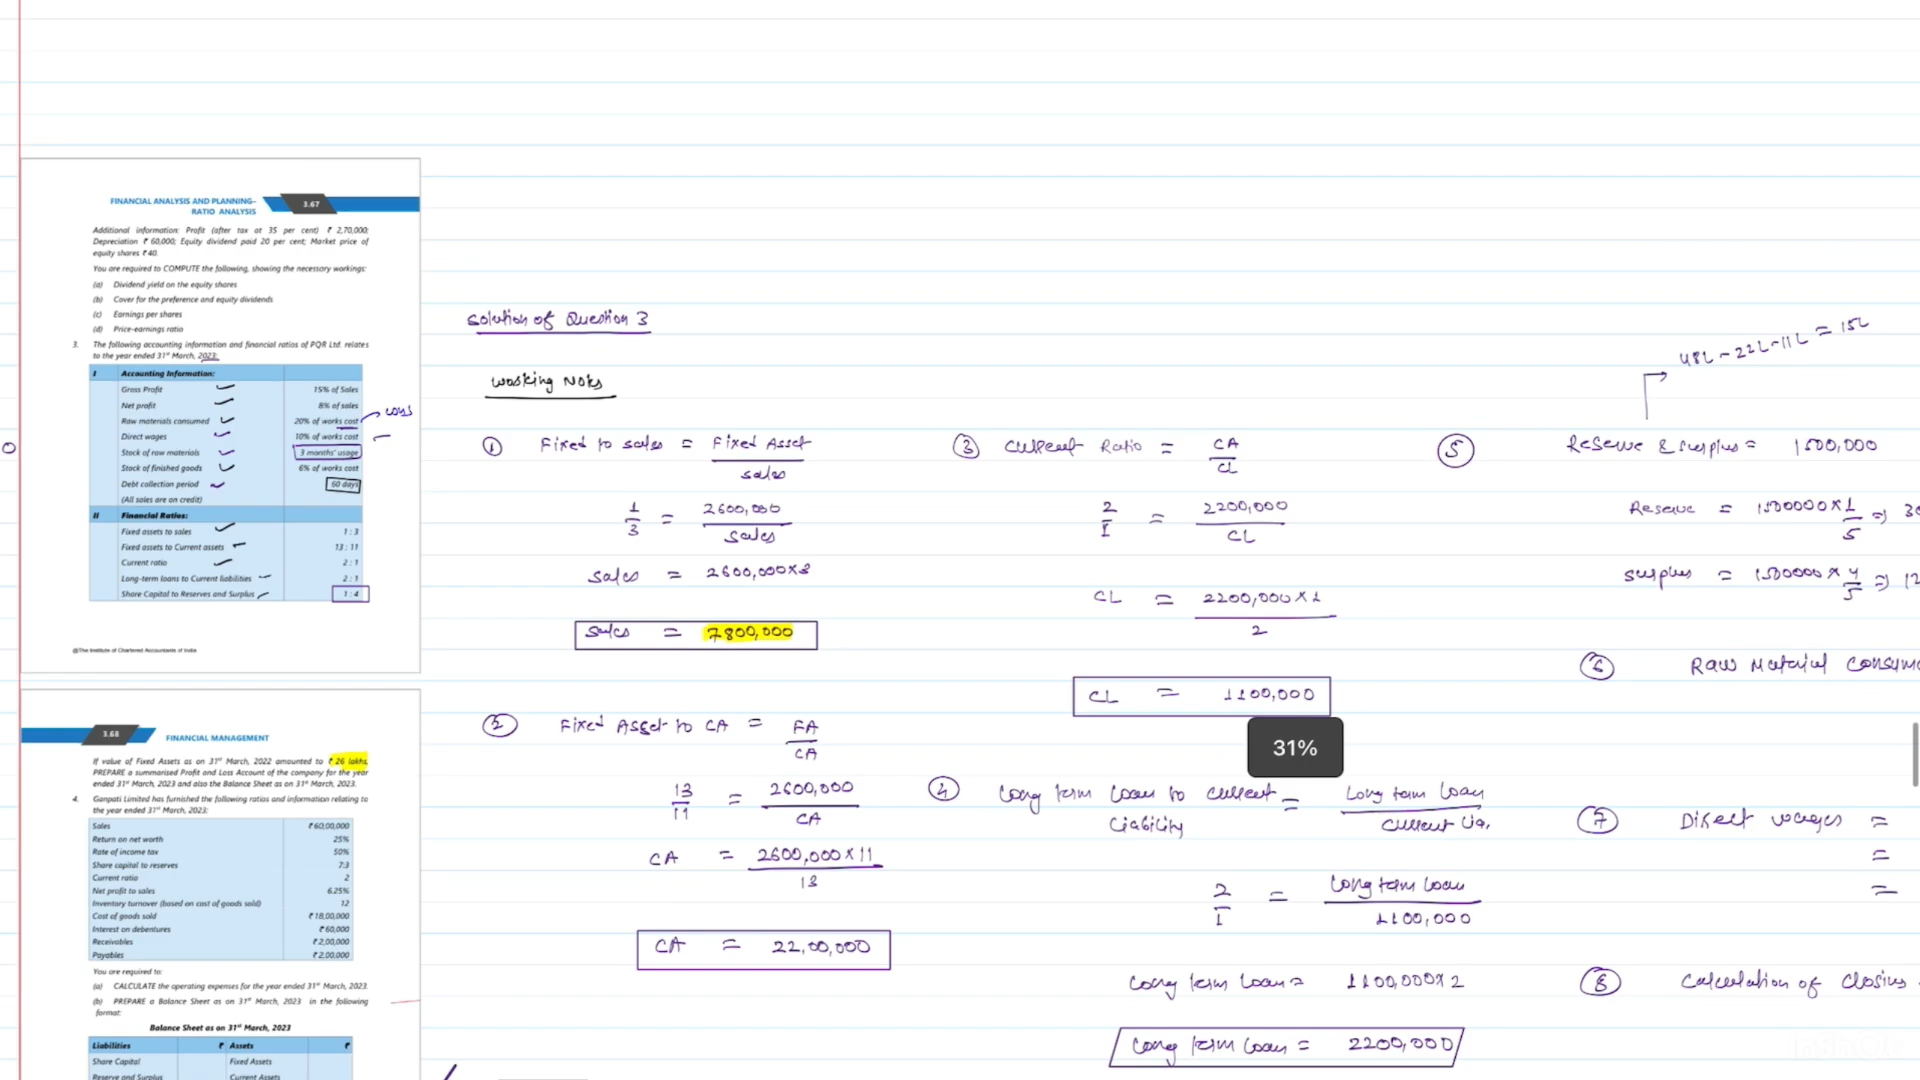 FINANCIAL ANALYSIS AND PLANNING-
RATIO ANALYSIS
3.67
Additional information: Profit (after tax at 35 per cent) ₹ 2,70,000;
Depreciation ₹ 60,000; Equity dividend paid 20 per cent; Market price of
equity shares ₹ 40.
You are required to COMPUTE the following, showing the necessary workings:
(a) Dividend yield on the equity shares
(b) Cover for the preference and equity dividends
(c) Earnings per shares
(d) Price-earnings ratio
3. The following accounting information and financial ratios of PQR Ltd. relates
to the year ended 31st March, 2023:
I Accounting Information:
Gross Profit 15% of Sales
Net profit 8% of sales
Raw materials consumed 20% of works cost
Direct wages 10% of works cost
Stock of raw materials 3 months' usage
Stock of finished goods 6% of works cost
Debt collection period 60 days
(All sales are on credit)
II Financial Ratios:
Fixed assets to sales 1 : 3
Fixed assets to Current assets 13 : 11
Current ratio 2 : 1
Long-term loans to Current liabilities 2 : 1
Share Capital to Reserves and Surplus 1 : 4
@The Institute of Chartered Accountants of India
3.68
FINANCIAL MANAGEMENT
If value of Fixed Assets as on 31st March, 2022 amounted to ₹ 26 lakhs,
PREPARE a summarised Profit and Loss Account of the company for the year
ended 31st March, 2023 and also the Balance Sheet as on 31st March, 2023.
4. Ganpati Limited has furnished the following ratios and information relating to
the year ended 31st March, 2023:
Sales ₹ 60,00,000
Return on net worth 25%
Rate of income tax 50%
Share capital to reserves 7:3
Current ratio 2
Net profit to sales 6.25%
Inventory turnover (based on cost of goods sold) 12
Cost of goods sold ₹ 18,00,000
Interest on debentures ₹ 60,000
Receivables ₹ 2,00,000
Payables ₹ 2,00,000
You are required to:
(a) CALCULATE the operating expenses for the year ended 31st March, 2023.
(b) PREPARE a Balance Sheet as on 31st March, 2023 in the following
format:
Balance Sheet as on 31st March, 2023
Liabilities ₹ Assets ₹
Share Capital Fixed Assets
Reserve and Surplus Current Assets
Solution of Question 3
Working Notes
① Fixed to sales = Fixed Asset
sales
1/3 = 2600,000
sales
sales = 2600,000×3
Sales = 7800,000
② Fixed Asset to CA = FA
CA
13/11 = 2600,000
CA
CA = 2600,000×11
13
CA = 22,00,000
③ Current Ratio = CA
CL
2/1 = 2200,000
CL
CL = 2200,000×1
2
CL = 1100,000
31%
④ Long term Loan to Current = Long term Loan
Liability Current Lia.
2/1 = Long term Loan
1100,000
Long term Loan = 1100,000×2
Long term Loan = 2200,000
48L - 22L - 11L = 15L
⑤ Reserve & Surplus = 1500,000
Reserve = 1500000×1/5 ⇒ 30
Surplus = 1500000×4/5 ⇒ 12
⑥ Raw Material Consum
⑦ Direct wages =
=
=
⑧ Calculation of Closing